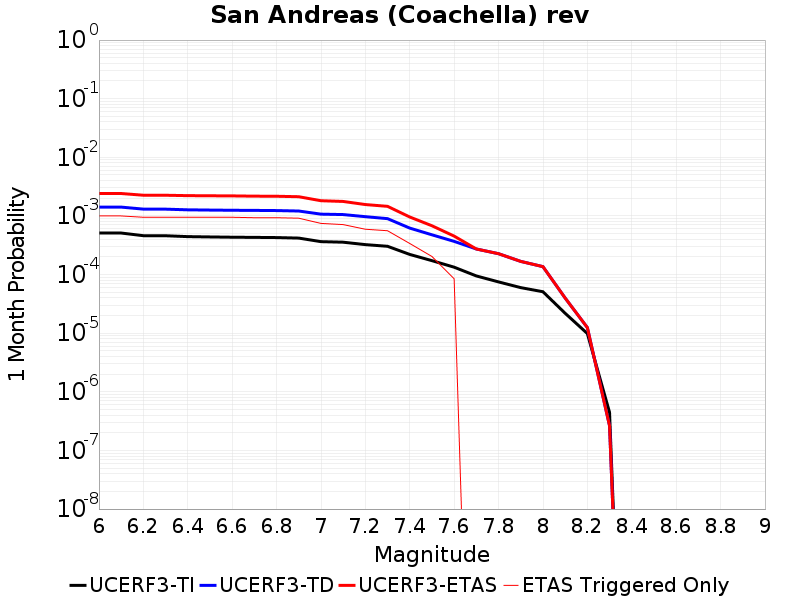 San Andreas (Coachella) rev
10^0
10^-1
10^-2
10^-3
10^-4
10^-5
10^-6
10^-7
10^-8
1 Month Probability
6 6.2 6.4 6.6 6.8 7 7.2 7.4 7.6 7.8 8 8.2 8.4 8.6 8.8 9
Magnitude
UCERF3-TI UCERF3-TD UCERF3-ETAS ETAS Triggered Only